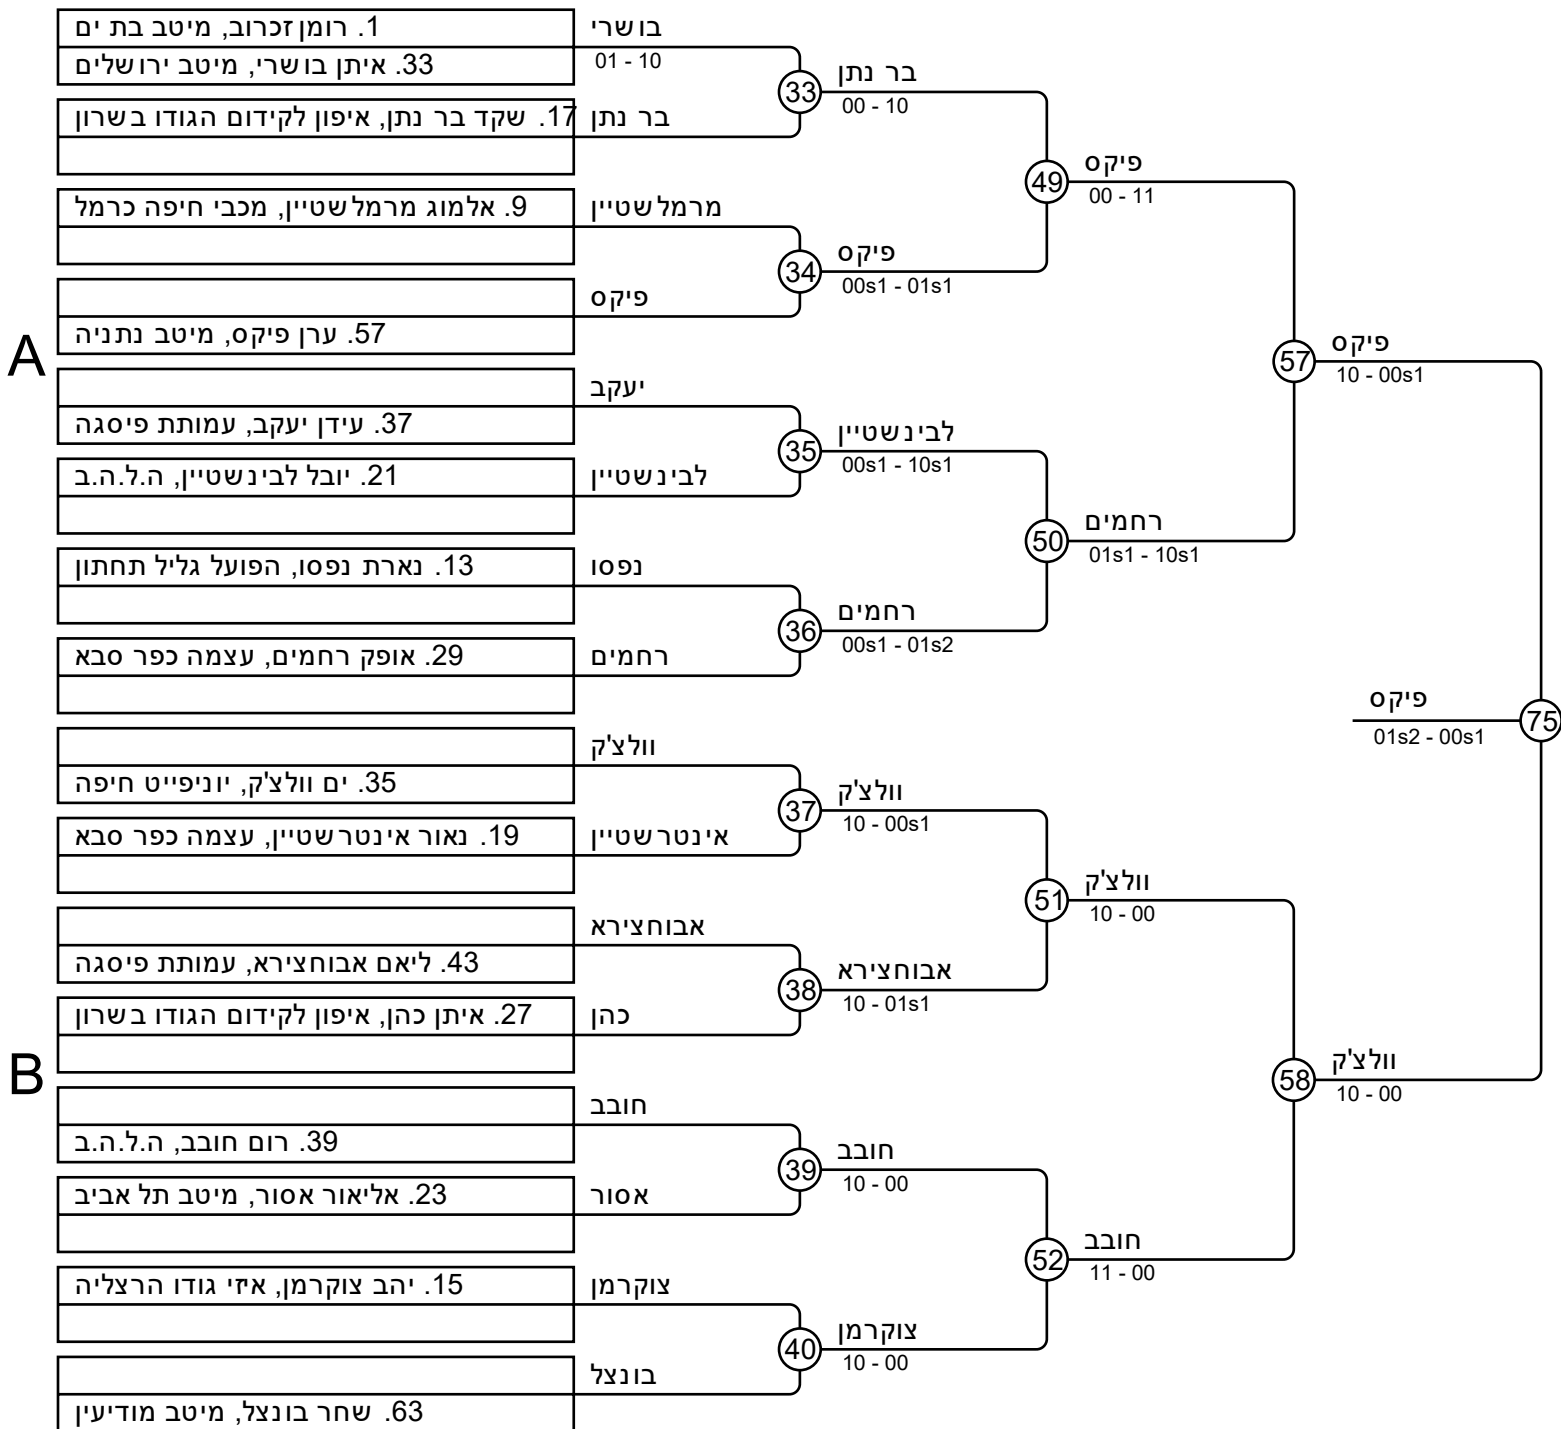 A
B
1. רומן זכרוב, מיטב בת ים
33. איתן בושרי, מיטב ירושלים
17. שקד בר נתן, איפון לקידום הגודו בשרון
9. אלמוג מרמלשטיין, מכבי חיפה כרמל
57. ערן פיקס, מיטב נתניה
37. עידן יעקב, עמותת פיסגה
21. יובל לבינשטיין, ה.ל.ה.ב
13. נארת נפסו, הפועל גליל תחתון
29. אופק רחמים, עצמה כפר סבא
35. ים וולצ'ק, יוניפייט חיפה
19. נאור אינטרשטיין, עצמה כפר סבא
43. ליאם אבוחצירא, עמותת פיסגה
27. איתן כהן, איפון לקידום הגודו בשרון
39. רום חובב, ה.ל.ה.ב
23. אליאור אסור, מיטב תל אביב
15. יהב צוקרמן, איזי גודו הרצליה
63. שחר בונצל, מיטב מודיעין
בושרי
01 - 10
בר נתן
מרמלשטיין
פיקס
יעקב
לבינשטיין
נפסו
רחמים
וולצ'ק
אינטרשטיין
אבוחצירא
כהן
חובב
אסור
צוקרמן
בונצל
33
בר נתן
00 - 10
34
פיקס
00s1 - 01s1
35
לבינשטיין
00s1 - 10s1
36
רחמים
00s1 - 01s2
37
וולצ'ק
10 - 00s1
38
אבוחצירא
10 - 01s1
39
חובב
10 - 00
40
צוקרמן
10 - 00
49
פיקס
00 - 11
50
רחמים
01s1 - 10s1
51
וולצ'ק
10 - 00
52
חובב
11 - 00
57
פיקס
10 - 00s1
58
וולצ'ק
10 - 00
75
פיקס
01s2 - 00s1